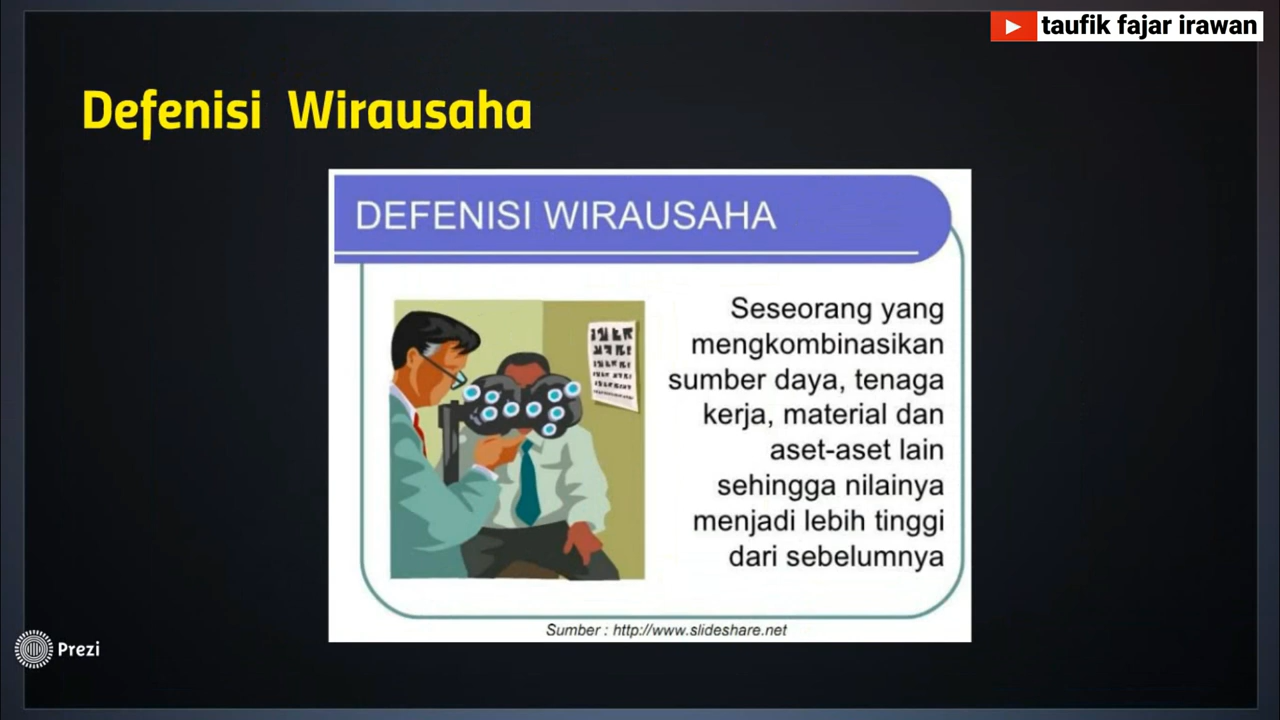 taufik fajar irawan
Defenisi Wirausaha
DEFENISI WIRAUSAHA
Seseorang yang
mengkombinasikan
sumber daya, tenaga
kerja, material dan
aset-aset lain
sehingga nilainya
menjadi lebih tinggi
dari sebelumnya
Sumber : http://www.slideshare.net
Prezi